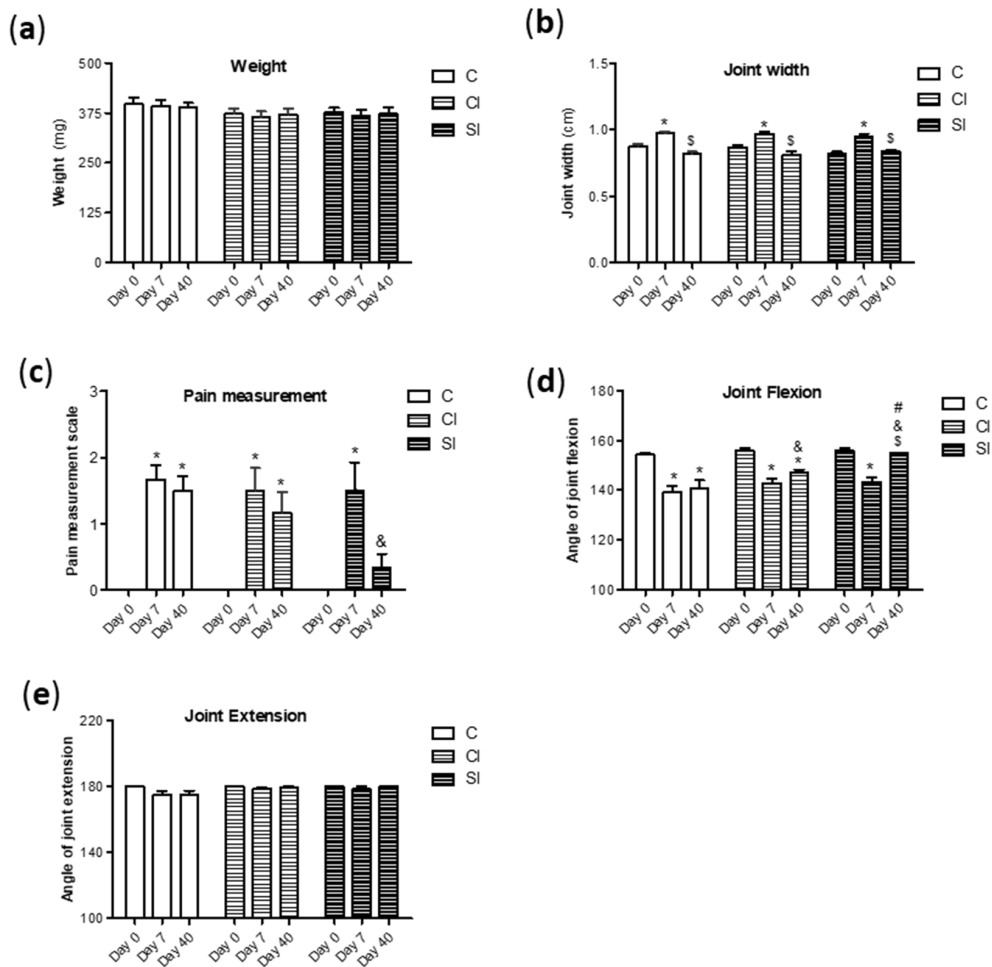 (a)
Weight
Weight (mg)
500
375
250
125
0
Day 0 Day 7 Day 40 Day 0 Day 7 Day 40 Day 0 Day 7 Day 40
C
CI
SI
(b)
Joint width
Joint width (cm)
1.5
1.0
0.5
0.0
* $ * $ * $
Day 0 Day 7 Day 40 Day 0 Day 7 Day 40 Day 0 Day 7 Day 40
C
CI
SI
(c)
Pain measurement
Pain measurement scale
3
2
1
0
* * * * * &
Day 0 Day 7 Day 40 Day 0 Day 7 Day 40 Day 0 Day 7 Day 40
C
CI
SI
(d)
Joint Flexion
Angle of joint flexion
180
160
140
120
100
#
& &
* * * * * $
Day 0 Day 7 Day 40 Day 0 Day 7 Day 40 Day 0 Day 7 Day 40
C
CI
SI
(e)
Joint Extension
Angle of joint extension
220
180
140
100
Day 0 Day 7 Day 40 Day 0 Day 7 Day 40 Day 0 Day 7 Day 40
C
CI
SI